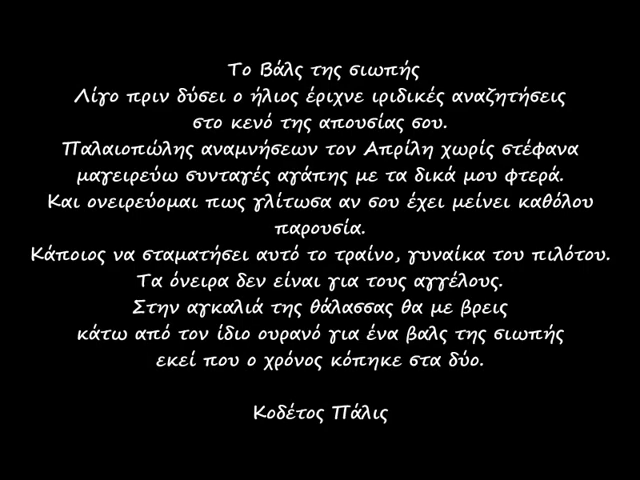 Το Βάλς της σιωπής
Λίγο πριν δύσει ο ήλιος έριχνε ιριδικές αναζητήσεις
στο κενό της απουσίας σου.
Παλαιοπώλης αναμνήσεων τον Απρίλη χωρίς στέφανα
μαγειρεύω συνταγές αγάπης με τα δικά μου φτερά.
Και ονειρεύομαι πως γλίτωσα αν σου έχει μείνει καθόλου
παρουσία.
Κάποιος να σταματήσει αυτό το τραίνο, γυναίκα του πιλότου.
Τα όνειρα δεν είναι για τους αγγέλους.
Στην αγκαλιά της θάλασσας θα με βρεις
κάτω από τον ίδιο ουρανό για ένα βαλς της σιωπής
εκεί που ο χρόνος κόπηκε στα δύο.
Κοδέτος Πάλις